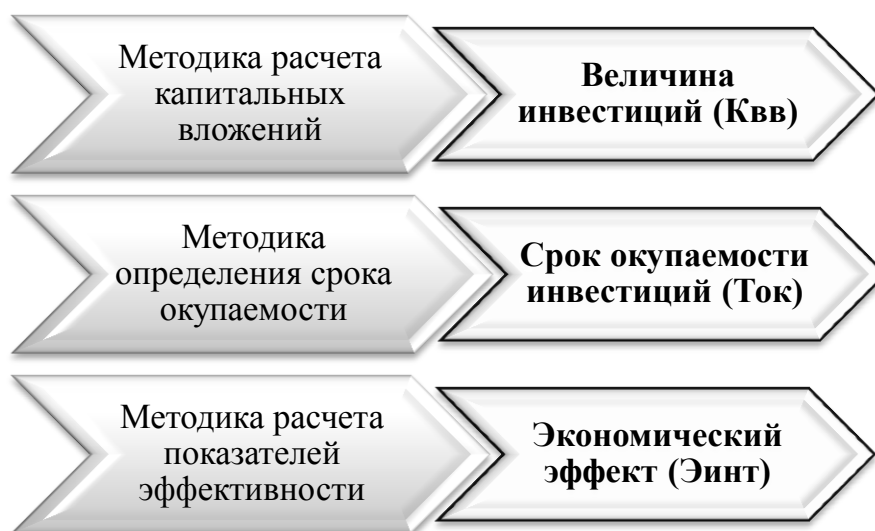 Методика расчета
капитальных
вложений
Величина
инвестиций (Квв)
Методика
определения срока
окупаемости
Срок окупаемости
инвестиций (Ток)
Методика расчета
показателей
эффективности
Экономический
эффект (Эинт)